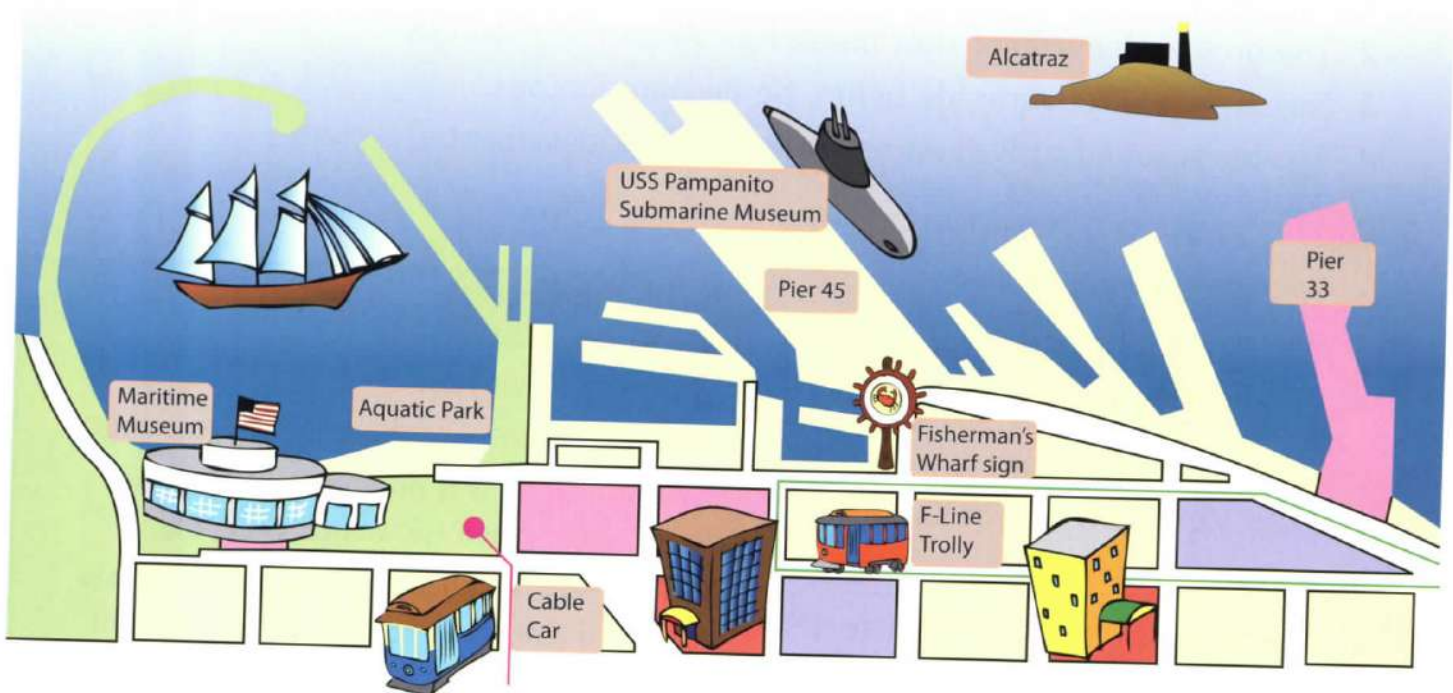 Alcatraz
USS Pampanito
Submarine Museum
Pier 45
Pier
33
Maritime
Museum
Aquatic Park
Fisherman's
Wharf sign
F-Line
Trolly
Cable
Car